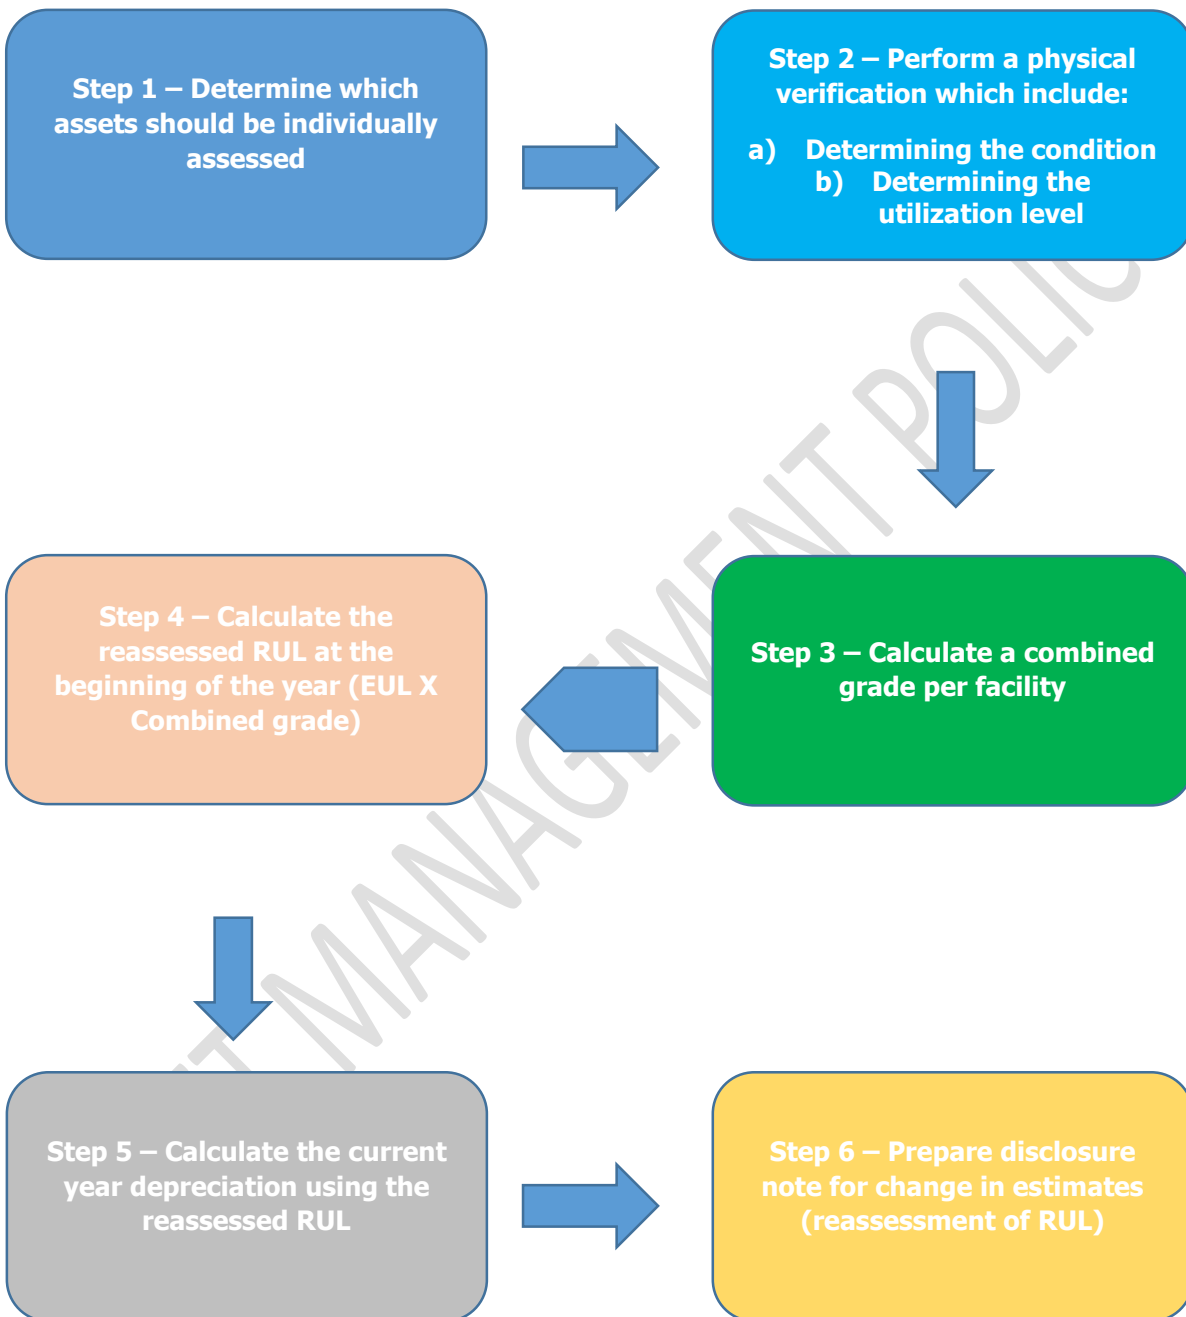 Step 1 – Determine which
assets should be individually
assessed
Step 2 – Perform a physical
verification which include:
a) Determining the condition
b) Determining the
utilization level
Step 3 – Calculate a combined
grade per facility
Step 4 – Calculate the
reassessed RUL at the
beginning of the year (EUL X
Combined grade)
Step 5 – Calculate the current
year depreciation using the
reassessed RUL
Step 6 – Prepare disclosure
note for change in estimates
(reassessment of RUL)
MANAGEMENT